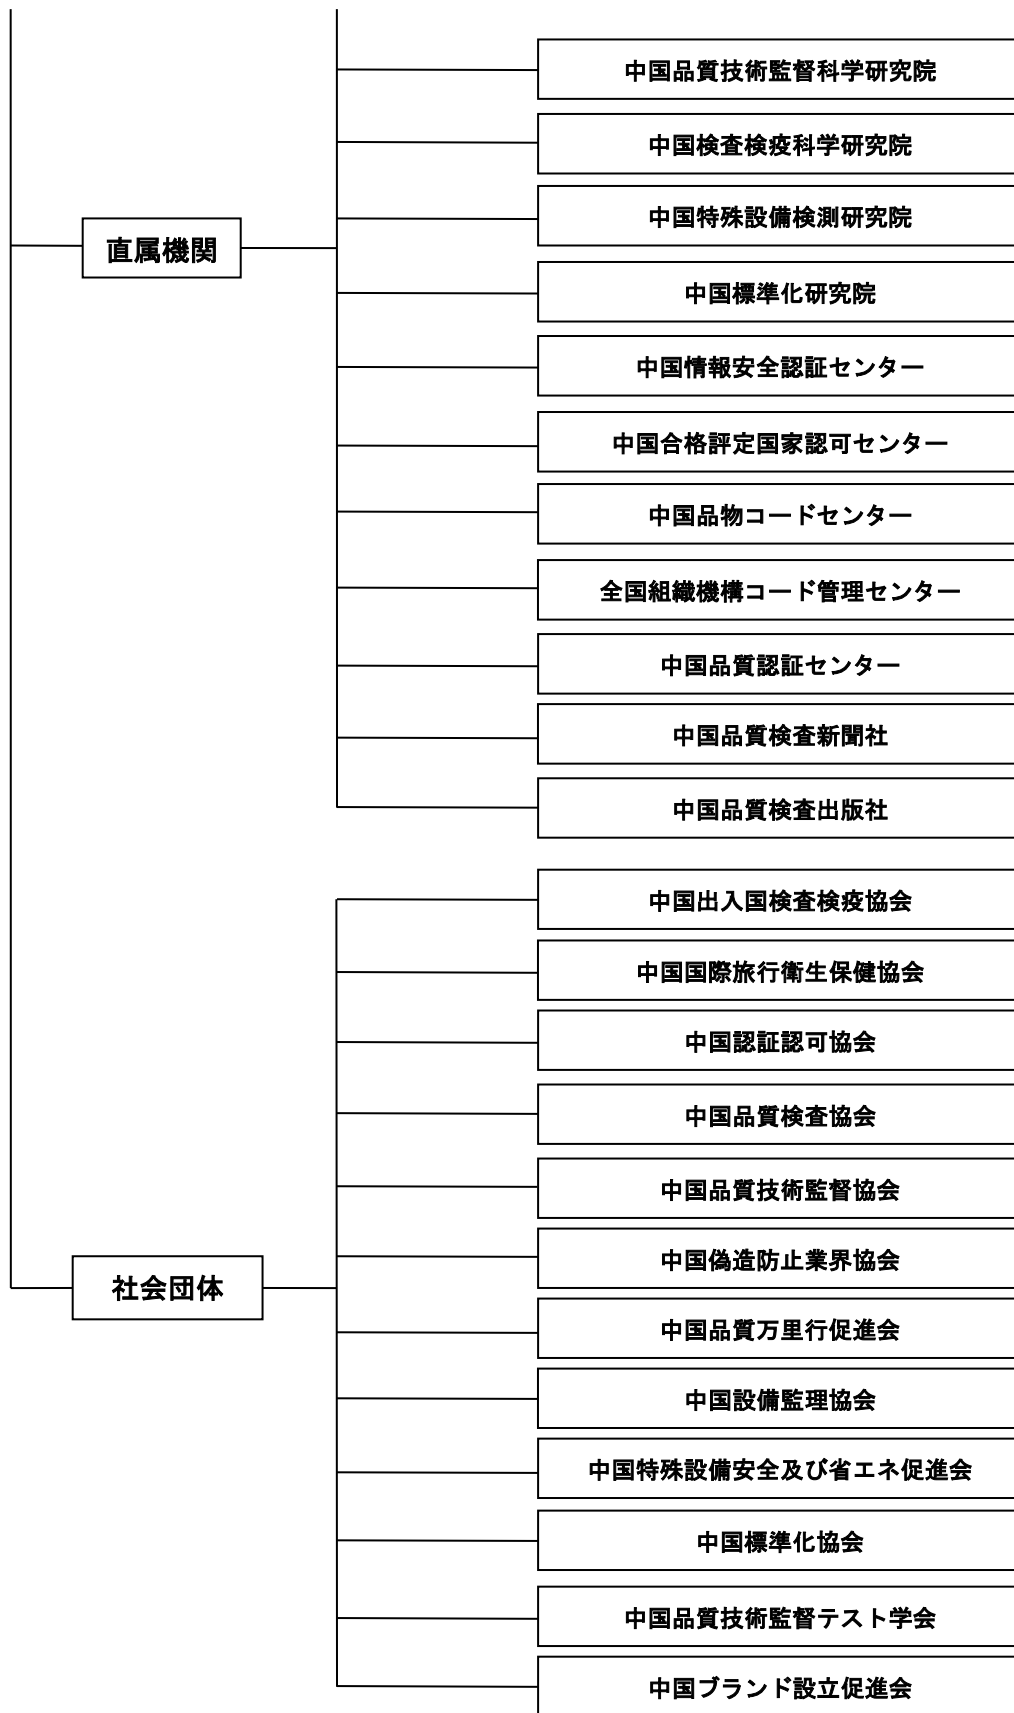 中国品質技術監督科学研究院
中国検査検疫科学研究院
中国特殊設備検測研究院
直属機関
中国標準化研究院
中国情報安全認証センター
中国合格評定国家認可センター
中国品物コードセンター
全国組織機構コード管理センター
中国品質認証センター
中国品質検査新聞社
中国品質検査出版社
中国出入国検査検疫協会
中国国際旅行衛生保健協会
中国認証認可協会
中国品質検査協会
中国品質技術監督協会
中国偽造防止業界協会
社会団体
中国品質万里行促進会
中国設備監理協会
中国特殊設備安全及び省エネ促進会
中国標準化協会
中国品質技術監督テスト学会
中国ブランド設立促進会